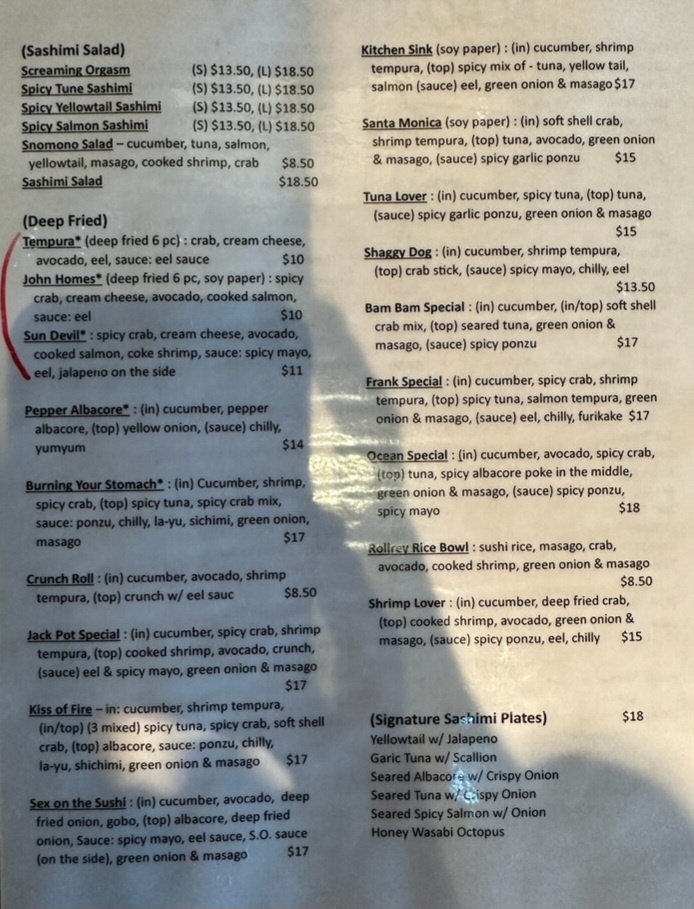 (Sashimi Salad)
Screaming Orgasm (S) $13.50, (L) $18.50
Spicy Tune Sashimi (S) $13.50, (L) $18.50
Spicy Yellowtail Sashimi (S) $13.50, (L) $18.50
Spicy Salmon Sashimi (S) $13.50, (L) $18.50
Snomono Salad – cucumber, tuna, salmon,
yellowtail, masago, cooked shrimp, crab $8.50
Sashimi Salad $18.50
(Deep Fried)
Tempura* (deep fried 6 pc) : crab, cream cheese,
avocado, eel, sauce: eel sauce $10
John Homes* (deep fried 6 pc, soy paper) : spicy
crab, cream cheese, avocado, cooked salmon,
sauce: eel $10
Sun Devil* : spicy crab, cream cheese, avocado,
cooked salmon, coke shrimp, sauce: spicy mayo,
eel, jalapeno on the side $11
Pepper Albacore* : (in) cucumber, pepper
albacore, (top) yellow onion, (sauce) chilly,
yumyum $14
Burning Your Stomach* : (in) Cucumber, shrimp,
spicy crab, (top) spicy tuna, spicy crab mix,
sauce: ponzu, chilly, la-yu, sichimi, green onion,
masago $17
Crunch Roll : (in) cucumber, avocado, shrimp
tempura, (top) crunch w/ eel sauc $8.50
Jack Pot Special : (in) cucumber, spicy crab, shrimp
tempura, (top) cooked shrimp, avocado, crunch,
(sauce) eel & spicy mayo, green onion & masago
$17
Kiss of Fire – in: cucumber, shrimp tempura,
(in/top) (3 mixed) spicy tuna, spicy crab, soft shell
crab, (top) albacore, sauce: ponzu, chilly,
la-yu, shichimi, green onion & masago $17
Sex on the Sushi : (in) cucumber, avocado, deep
fried onion, gobo, (top) albacore, deep fried
onion, Sauce: spicy mayo, eel sauce, S.O. sauce
(on the side), green onion & masago $17
Kitchen Sink (soy paper) : (in) cucumber, shrimp
tempura, (top) spicy mix of - tuna, yellow tail,
salmon (sauce) eel, green onion & masago $17
Santa Monica (soy paper) : (in) soft shell crab,
shrimp tempura, (top) tuna, avocado, green onion
& masago, (sauce) spicy garlic ponzu $15
Tuna Lover : (in) cucumber, spicy tuna, (top) tuna,
(sauce) spicy garlic ponzu, green onion & masago
$15
Shaggy Dog : (in) cucumber, shrimp tempura,
(top) crab stick, (sauce) spicy mayo, chilly, eel
$13.50
Bam Bam Special : (in) cucumber, (in/top) soft shell
crab mix, (top) seared tuna, green onion &
masago, (sauce) spicy ponzu $17
Frank Special : (in) cucumber, spicy crab, shrimp
tempura, (top) spicy tuna, salmon tempura, green
onion & masago, (sauce) eel, chilly, furikake $17
Ocean Special : (in) cucumber, avocado, spicy crab,
(top) tuna, spicy albacore poke in the middle,
green onion & masago, (sauce) spicy ponzu,
spicy mayo $18
Rollrey Rice Bowl : sushi rice, masago, crab,
avocado, cooked shrimp, green onion & masago
$8.50
Shrimp Lover : (in) cucumber, deep fried crab,
(top) cooked shrimp, avocado, green onion &
masago, (sauce) spicy ponzu, eel, chilly $15
(Signature Sashimi Plates) $18
Yellowtail w/ Jalapeno
Garic Tuna w/ Scallion
Seared Albacore w/ Crispy Onion
Seared Tuna w/ Crispy Onion
Seared Spicy Salmon w/ Onion
Honey Wasabi Octopus